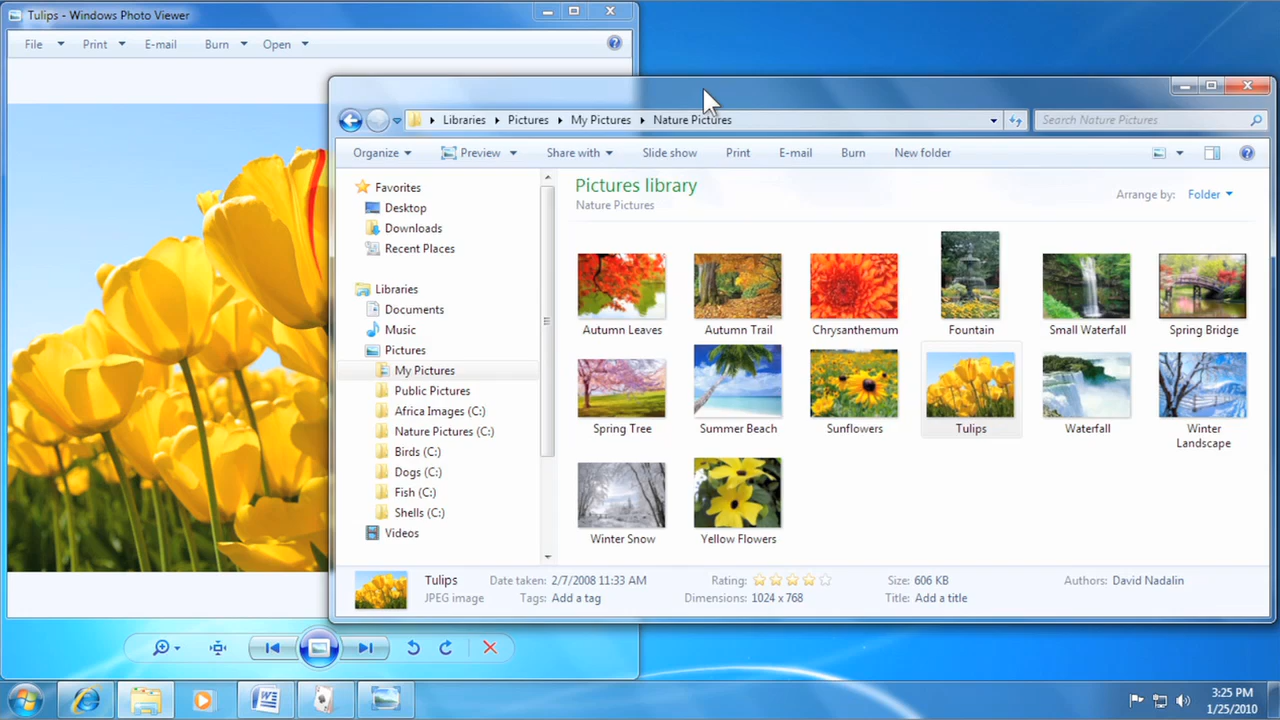 Tulips - Windows Photo Viewer
File Print E-mail Burn Open
Libraries Pictures My Pictures Nature Pictures
Search Nature Pictures
Organize Preview Share with Slide show Print E-mail Burn New folder
Favorites
Desktop
Downloads
Recent Places
Libraries
Documents
Music
Pictures
My Pictures
Public Pictures
Africa Images (C:)
Nature Pictures (C:)
Birds (C:)
Dogs (C:)
Fish (C:)
Shells (C:)
Videos
Pictures library
Nature Pictures
Arrange by: Folder
Autumn Leaves
Autumn Trail
Chrysanthemum
Fountain
Small Waterfall
Spring Bridge
Spring Tree
Summer Beach
Sunflowers
Tulips
Waterfall
Winter
Landscape
Winter Snow
Yellow Flowers
Tulips Date taken: 2/7/2008 11:33 AM Rating: Size: 606 KB Authors: David Nadalin
JPEG image Tags: Add a tag Dimensions: 1024 x 768 Title: Add a title
3:25 PM
1/25/2010